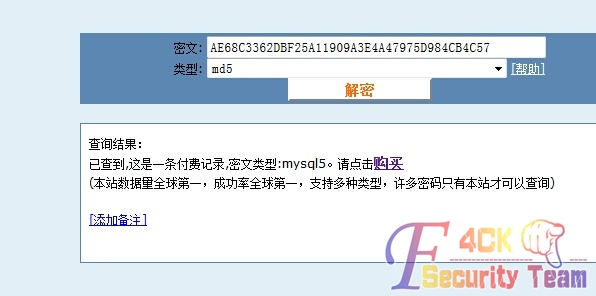 密文: AE68C3362DBF25A11909A3E4A47975D984CB4C57
类型: md5 [帮助]
解密
查询结果:
已查到,这是一条付费记录,密文类型:mysql5。请点击购买
(本站数据量全球第一，成功率全球第一，支持多种类型，许多密码只有本站才可以查询)
[添加备注]
F4CK
Security Team